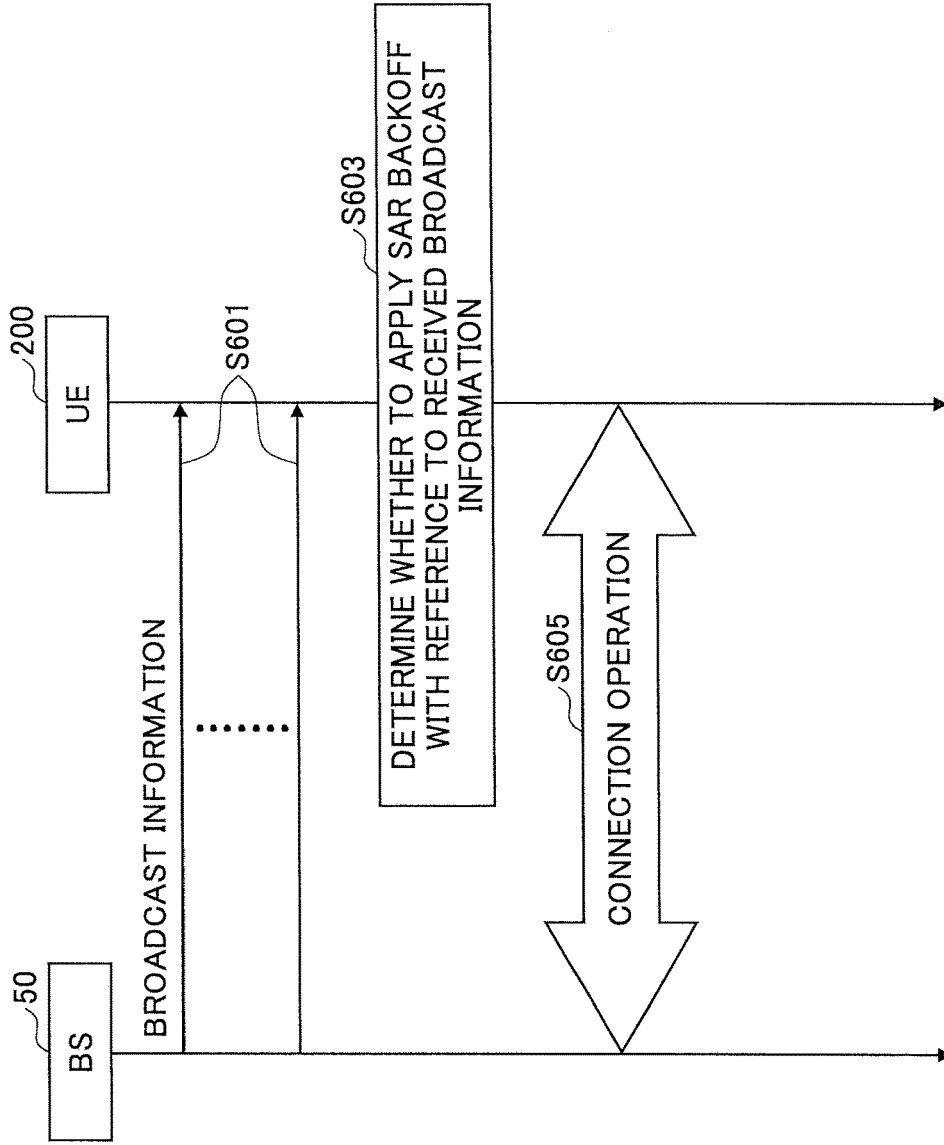 BS
50
UE
200
BROADCAST INFORMATION
S601
S603
DETERMINE WHETHER TO APPLY SAR BACKOFF
WITH REFERENCE TO RECEIVED BROADCAST
INFORMATION
S605
CONNECTION OPERATION